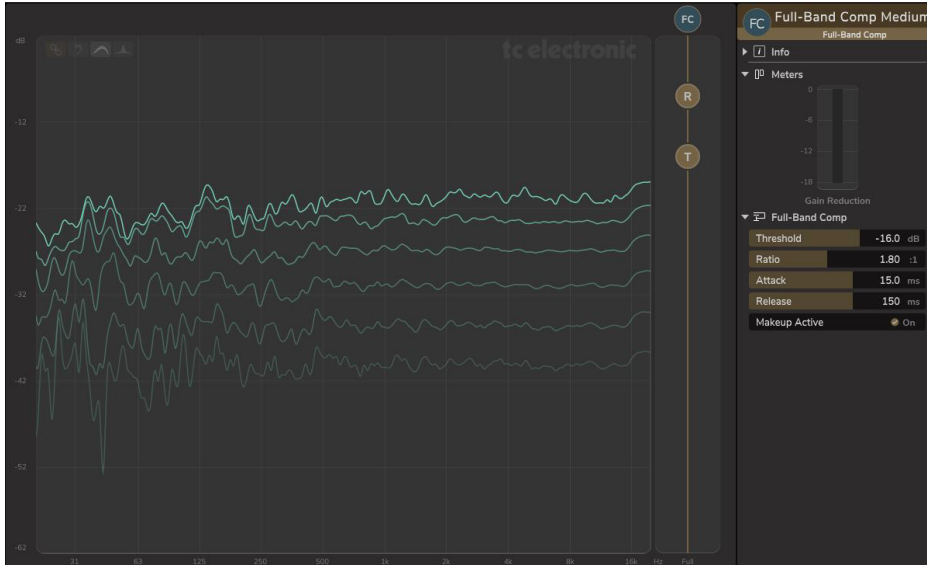 FC
FC
Full-Band Comp Medium
Full-Band Comp
dB
tc electronic
i Info
R
Meters
0
-6
-12
-12
T
-18
-22
Gain Reduction
Full-Band Comp
Threshold -16.0 dB
Ratio 1.80 :1
-32
Attack 15.0 ms
Release 150 ms
Makeup Active On
-42
-52
-62
31 63 125 250 500 1k 2k 4k 8k 16k Hz Full